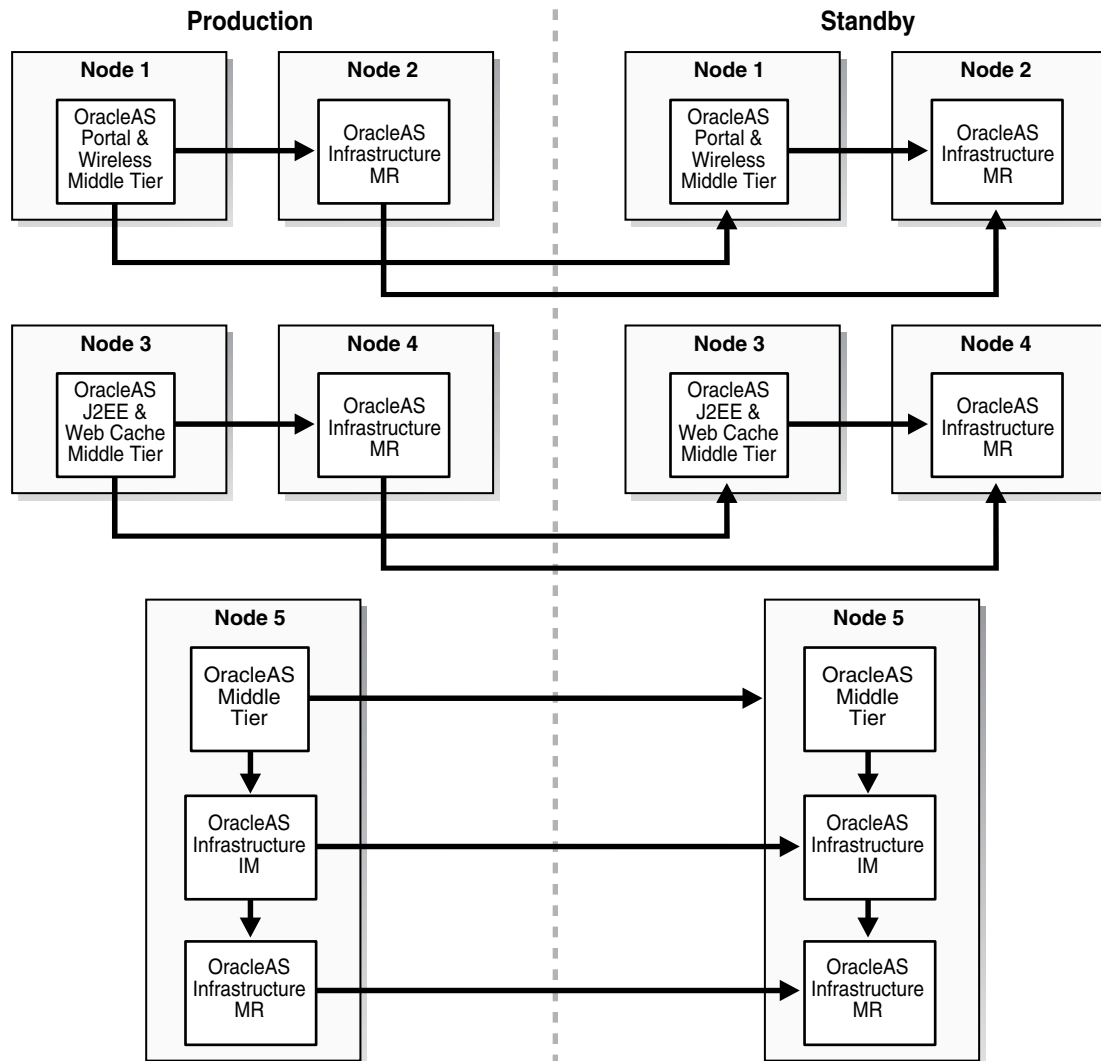 Production
Standby
Node 1
OracleAS
Portal &
Wireless
Middle Tier
Node 2
OracleAS
Infrastructure
MR
Node 1
OracleAS
Portal &
Wireless
Middle Tier
Node 2
OracleAS
Infrastructure
MR
Node 3
OracleAS
J2EE &
Web Cache
Middle Tier
Node 4
OracleAS
Infrastructure
MR
Node 3
OracleAS
J2EE &
Web Cache
Middle Tier
Node 4
OracleAS
Infrastructure
MR
Node 5
OracleAS
Middle
Tier
OracleAS
Infrastructure
IM
OracleAS
Infrastructure
MR
Node 5
OracleAS
Middle
Tier
OracleAS
Infrastructure
IM
OracleAS
Infrastructure
MR